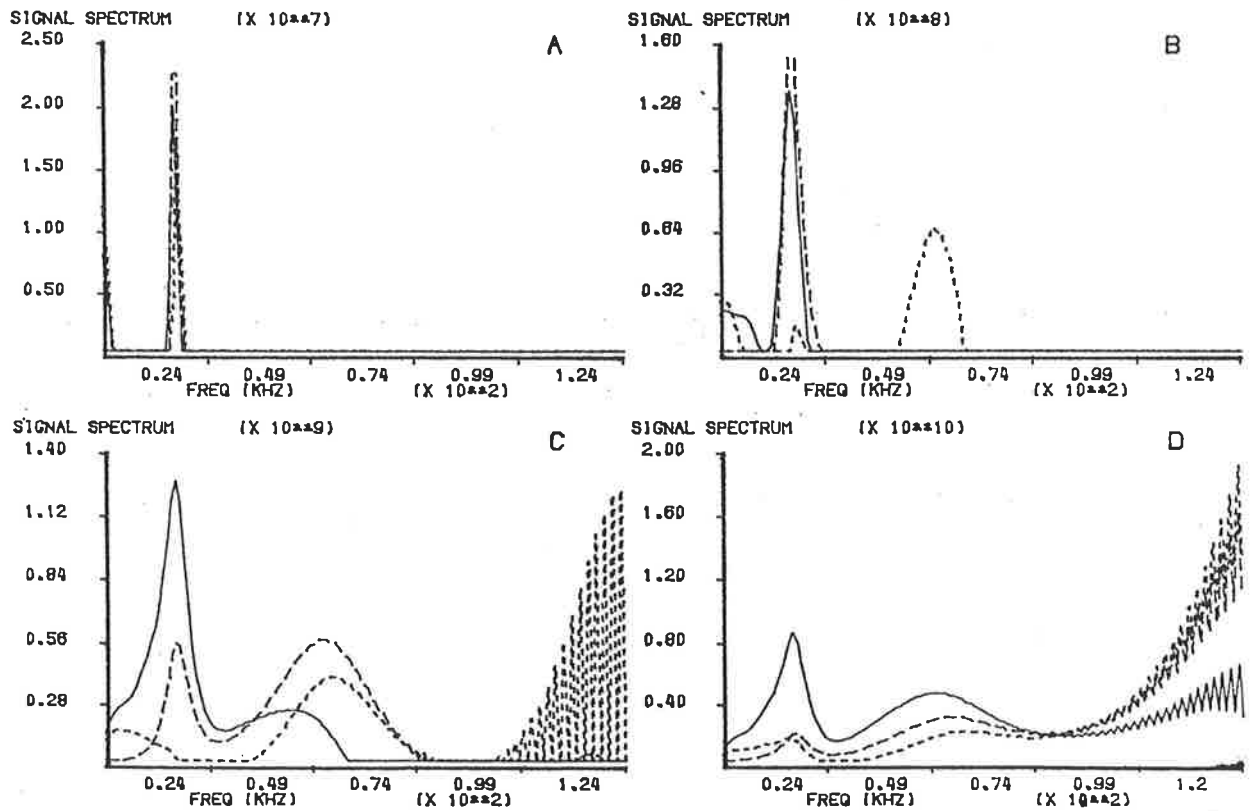 SIGNAL SPECTRUM (X 10**7)
A
2.50
2.00
1.50
1.00
0.50
0.24 0.49 0.74 0.99 1.24
FREQ (KHZ) (X 10**2)
SIGNAL SPECTRUM (X 10**8)
B
1.60
1.28
0.96
0.64
0.32
0.24 0.49 0.74 0.99 1.24
FREQ (KHZ) (X 10**2)
SIGNAL SPECTRUM (X 10**9)
C
1.40
1.12
0.84
0.56
0.28
0.24 0.49 0.74 0.99 1.24
FREQ (KHZ) (X 10**2)
SIGNAL SPECTRUM (X 10**10)
D
2.00
1.60
1.20
0.80
0.40
0.24 0.49 0.74 0.99 1.2
FREQ (KHZ) (X 10**2)